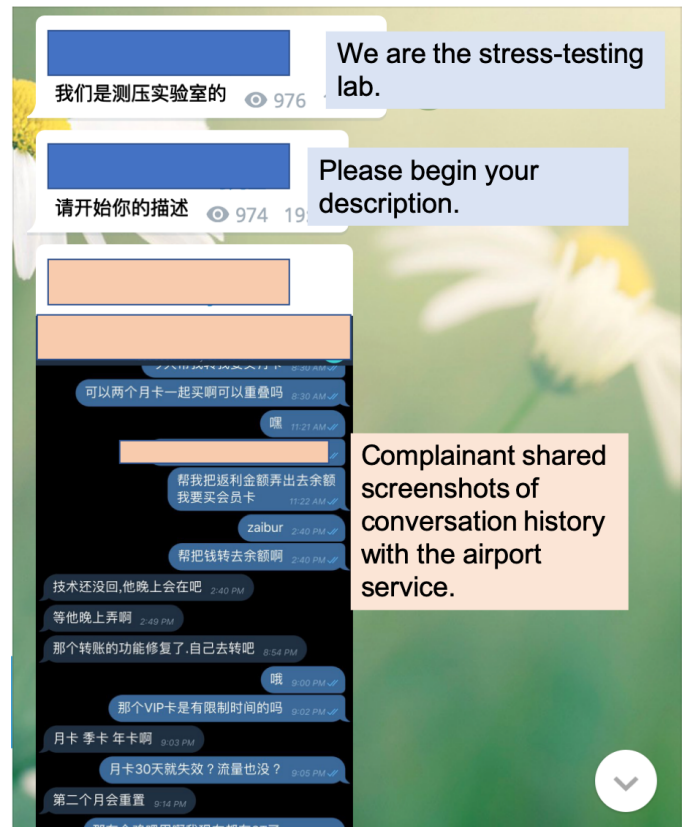 我们是测压实验室的
976
We are the stress-testing
lab.
请开始你的描述
974 19:
Please begin your
description.
8:30 AM
可以两个月卡一起买啊可以重叠吗 8:30 AM
嘿 11:21 AM
帮我把返利金额弄出去余额
我要买会员卡 11:22 AM
zaibur 2:40 PM
帮把钱转去余额啊 2:40 PM
技术还没回,他晚上会在吧 2:40 PM
等他晚上弄啊 2:49 PM
那个转账的功能修复了.自己去转吧 8:54 PM
哦 9:00 PM
那个VIP卡是有限制时间的吗 9:02 PM
月卡 季卡 年卡啊 9:03 PM
月卡30天就失效？流量也没？ 9:05 PM
第二个月会重置 9:14 PM
Complainant shared
screenshots of
conversation history
with the airport
service.